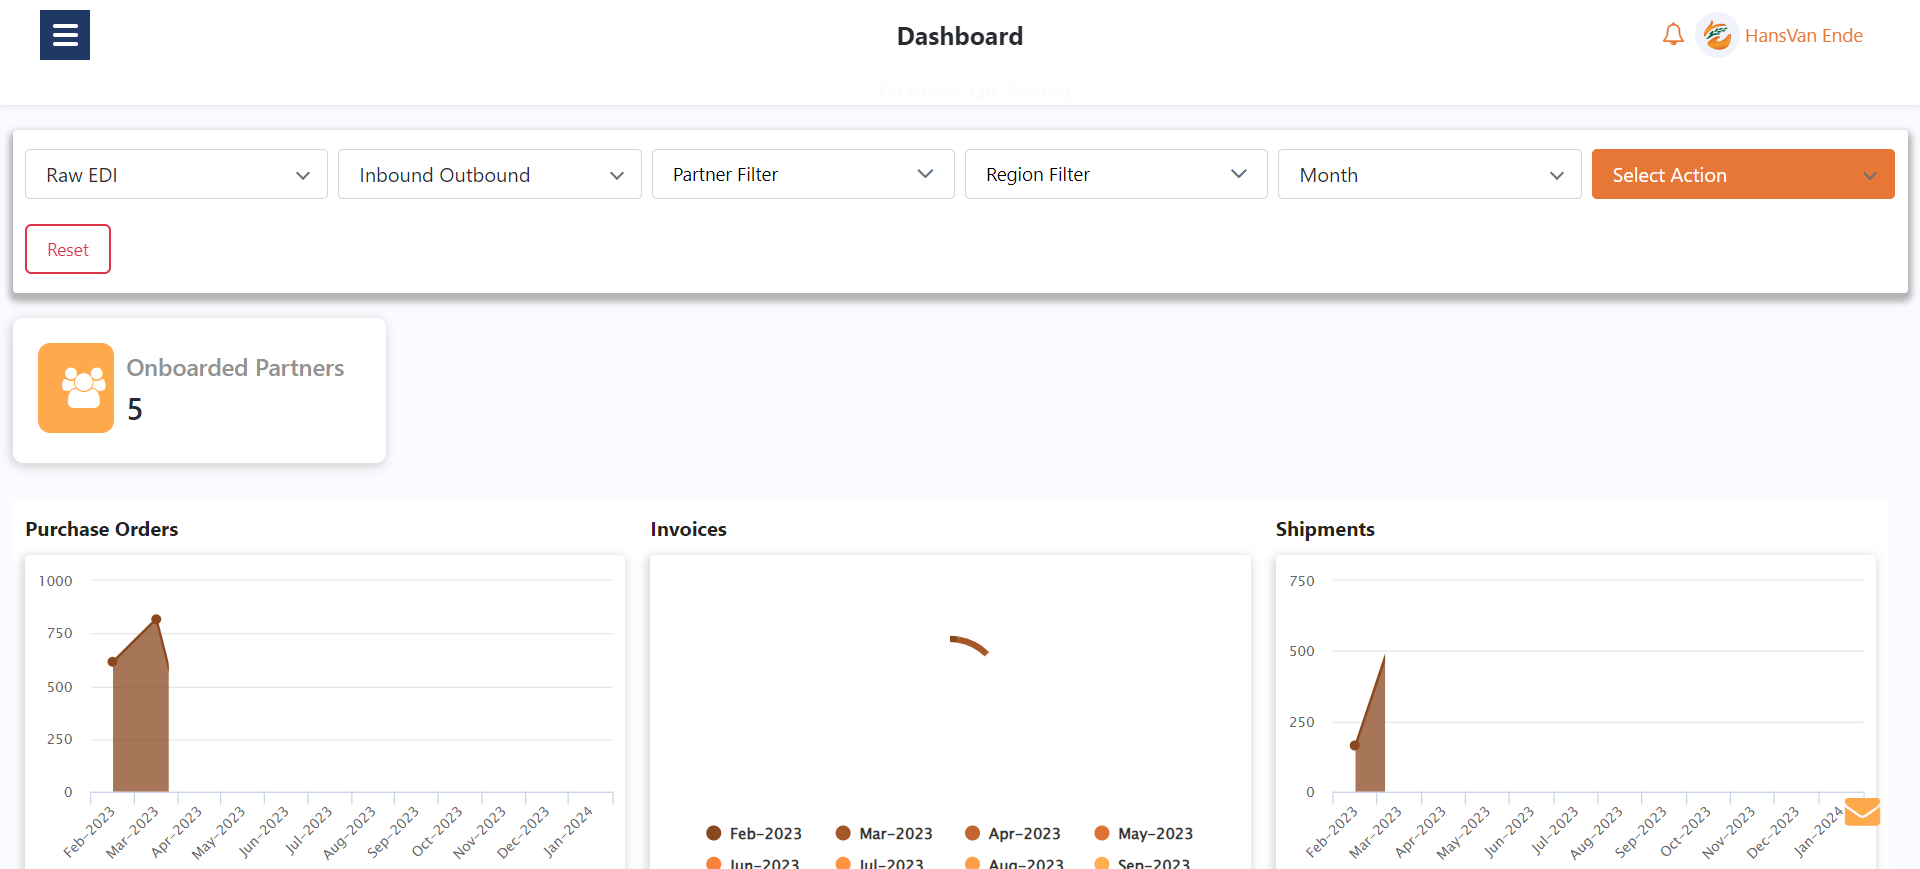 Dashboard
HansVan Ende
Tix under QA Testing
Raw EDI
Inbound Outbound
Partner Filter
Region Filter
Month
Select Action
Reset
Onboarded Partners
5
Purchase Orders
1000
750
500
250
0
Feb-2023
Mar-2023
Apr-2023
May-2023
Jun-2023
Jul-2023
Aug-2023
Sep-2023
Oct-2023
Nov-2023
Dec-2023
Jan-2024
Invoices
Feb-2023
Mar-2023
Apr-2023
May-2023
Jun-2023
Jul-2023
Aug-2023
Sep-2023
Shipments
750
500
250
0
Feb-2023
Mar-2023
Apr-2023
May-2023
Jun-2023
Jul-2023
Aug-2023
Sep-2023
Oct-2023
Nov-2023
Dec-2023
Jan-2024